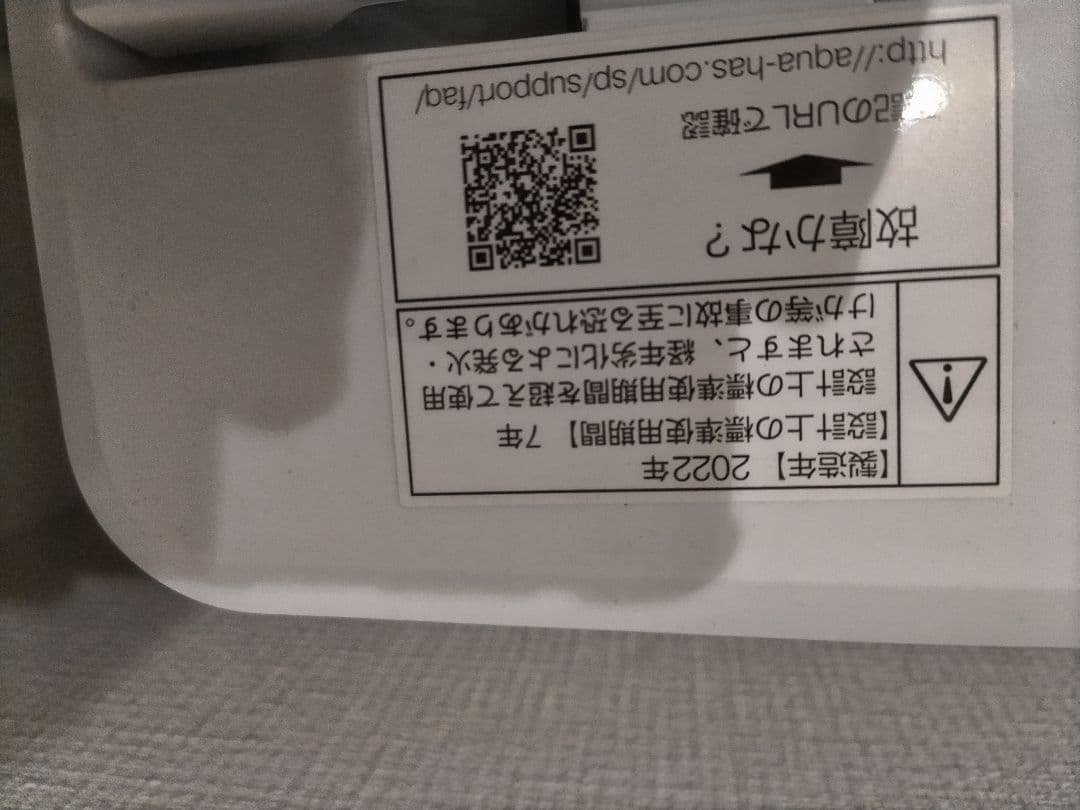 【製造年】 2022年
【設計上の標準使用期間】 7年
設計上の標準使用期間を超えて使用
されますと、経年劣化による発火・
けが等の事故に至る恐れがあります。
故障かな？
記のURLで確認
http://aqua-has.com/sp/support/faq/